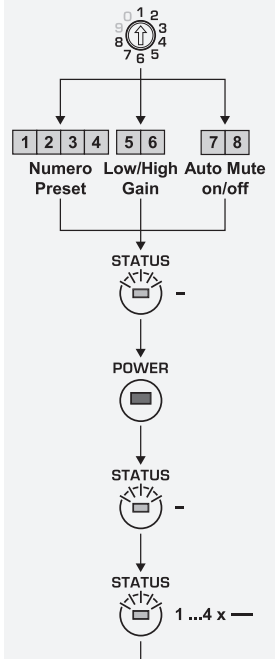 0 1 2
9 3
8 4
7 6 5
1 2 3 4 5 6 7 8
Numero Low/High Auto Mute
Preset Gain on/off
STATUS
–
POWER
STATUS
–
STATUS
1 ...4 x —